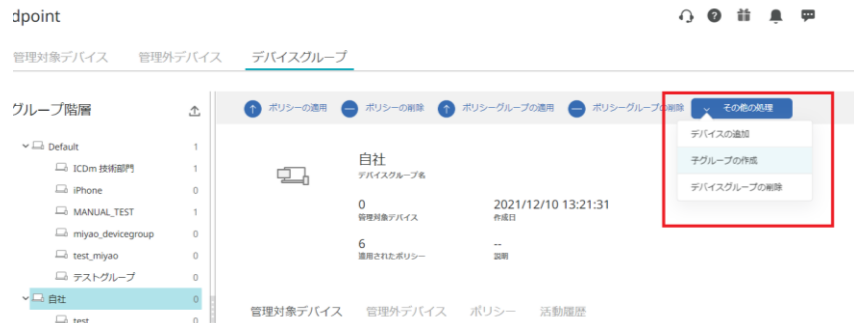 dpoint
管理対象デバイス 管理外デバイス デバイスグループ
グループ階層
ポリシーの適用 ポリシーの削除 ポリシーグループの適用 ポリシーグループの削除 その他の処理
デバイスの追加
子グループの作成
デバイスグループの削除
Default 1
ICDm 技術部門 1
iPhone 0
MANUAL_TEST 1
miyao_devicegroup 0
test_miyao 0
テストグループ 0
自社 0
test 0
自社
デバイスグループ名
0
管理対象デバイス
2021/12/10 13:21:31
作成日
6
適用されたポリシー
--
説明
管理対象デバイス 管理外デバイス ポリシー 活動履歴